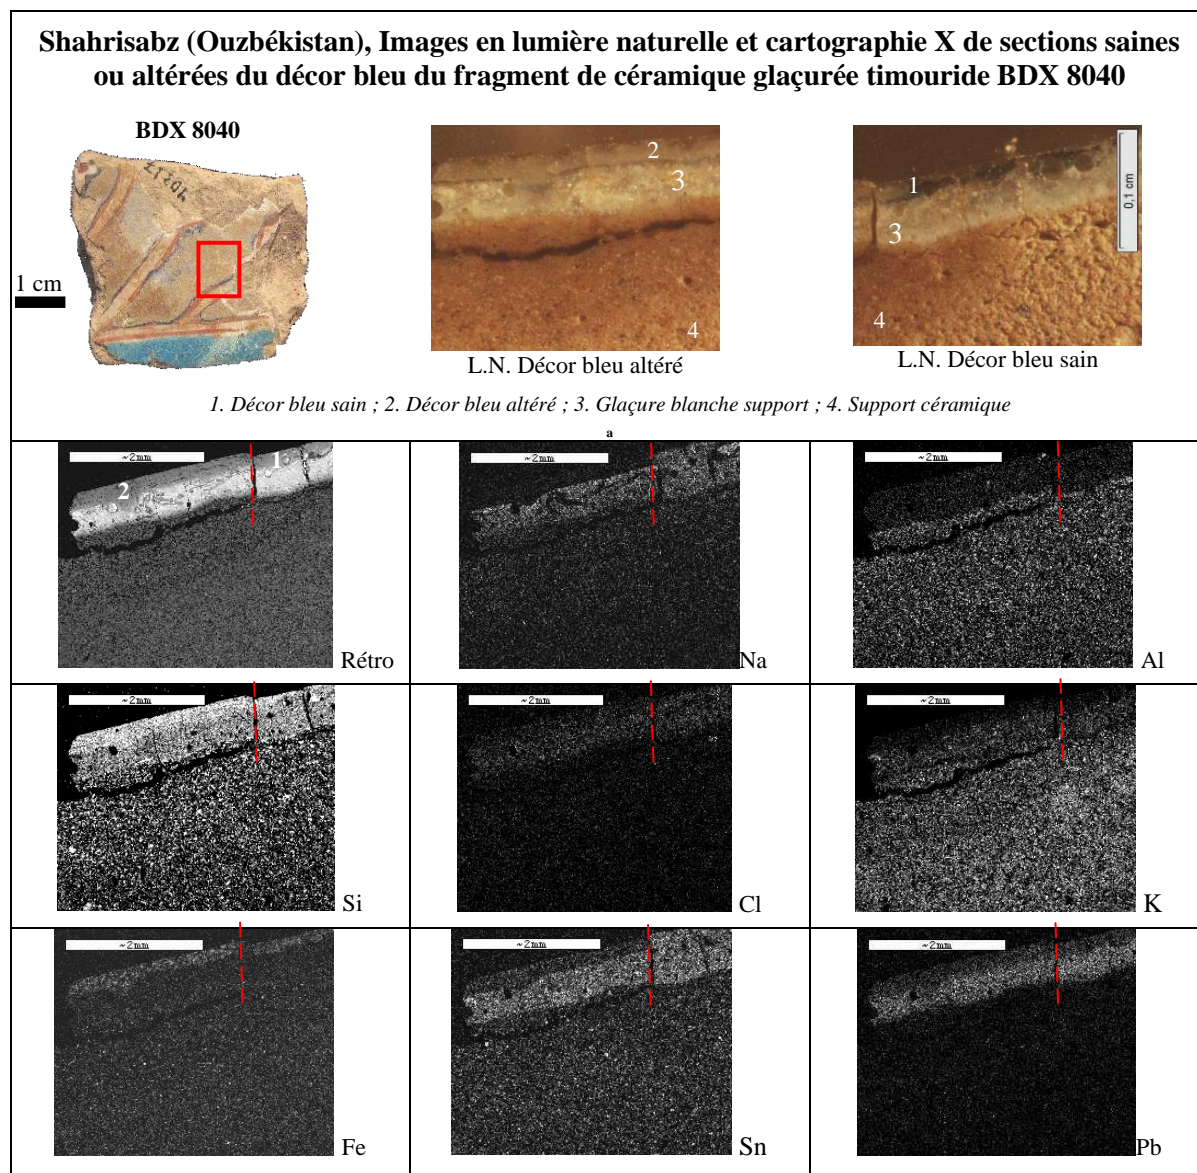 Shahrisabz (Ouzbékistan), Images en lumière naturelle et cartographie X de sections saines
ou altérées du décor bleu du fragment de céramique glaçurée timouride BDX 8040
BDX 8040
1 cm
2
3
4
L.N. Décor bleu altéré
1
3
4
0,1 cm
L.N. Décor bleu sain
1. Décor bleu sain ; 2. Décor bleu altéré ; 3. Glaçure blanche support ; 4. Support céramique
a
~2mm
1
2
Rétro
~2mm
Na
~2mm
Al
~2mm
Si
~2mm
Cl
~2mm
K
~2mm
Fe
~2mm
Sn
~2mm
Pb